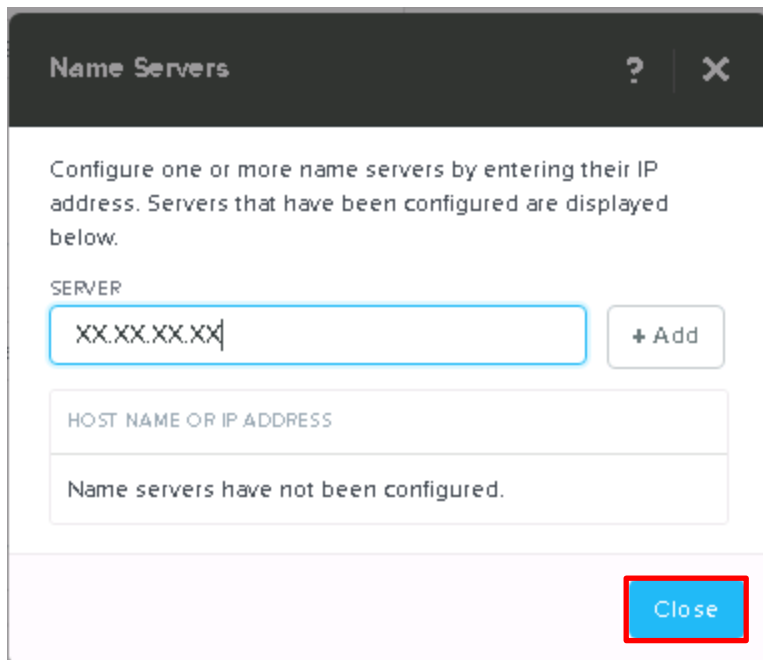 Name Servers ? ×
Configure one or more name servers by entering their IP
address. Servers that have been configured are displayed
below.
SERVER
XX.XX.XX.XX
+ Add
HOST NAME OR IP ADDRESS
Name servers have not been configured.
Close